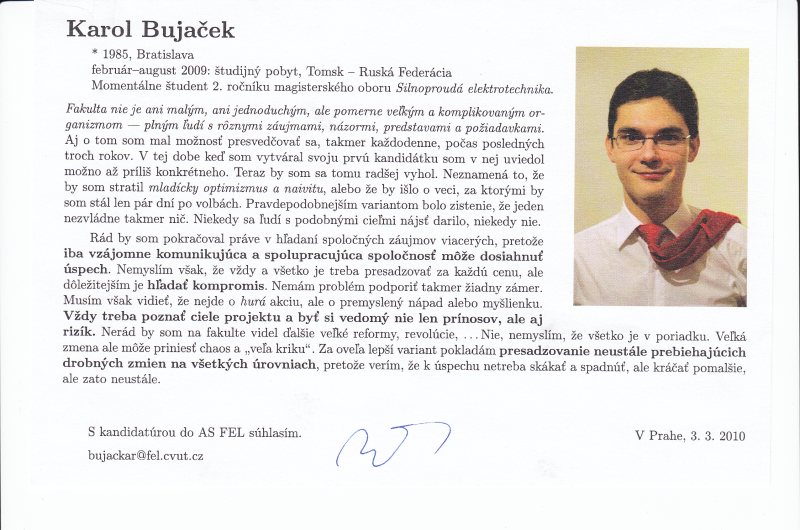 Karol Bujaček
* 1985, Bratislava
február–august 2009: študijný pobyt, Tomsk – Ruská Federácia
Momentálne študent 2. ročníku magisterského oboru Silnoproudá elektrotechnika.
Fakulta nie je ani malým, ani jednoduchým, ale pomerne veľkým a komplikovaným or-
ganizmom — plným ľudí s rôznymi záujmami, názormi, predstavami a požiadavkami.
Aj o tom som mal možnosť presvedčovať sa, takmer každodenne, počas posledných
troch rokov. V tej dobe keď som vytváral svoju prvú kandidátku som v nej uviedol
možno až príliš konkrétneho. Teraz by som sa tomu radšej vyhol. Neznamená to, že
by som stratil mladícky optimizmus a naivitu, alebo že by išlo o veci, za ktorými by
som stál len pár dní po voľbách. Pravdepodobnejším variantom bolo zistenie, že jeden
nezvládne takmer nič. Niekedy sa ľudí s podobnými cieľmi nájsť darilo, niekedy nie.
Rád by som pokračoval práve v hľadaní spoločných záujmov viacerých, pretože
iba vzájomne komunikujúca a spolupracujúca spoločnosť môže dosiahnuť
úspech. Nemyslím však, že vždy a všetko je treba presadzovať za každú cenu, ale
dôležitejším je hľadať kompromis. Nemám problém podporiť takmer žiadny zámer.
Musím však vidieť, že nejde o hurá akciu, ale o premyslený nápad alebo myšlienku.
Vždy treba poznať ciele projektu a byť si vedomý nie len prínosov, ale aj
rizík. Nerád by som na fakulte videl ďalšie veľké reformy, revolúcie, ... Nie, nemyslím, že všetko je v poriadku. Veľká
zmena ale môže priniesť chaos a „veľa kriku“. Za oveľa lepší variant pokladám presadzovanie neustále prebiehajúcich
drobných zmien na všetkých úrovniach, pretože verím, že k úspechu netreba skákať a spadnúť, ale kráčať pomalšie,
ale zato neustále.
S kandidatúrou do AS FEL súhlasím.
V Prahe, 3. 3. 2010
bujackar@fel.cvut.cz